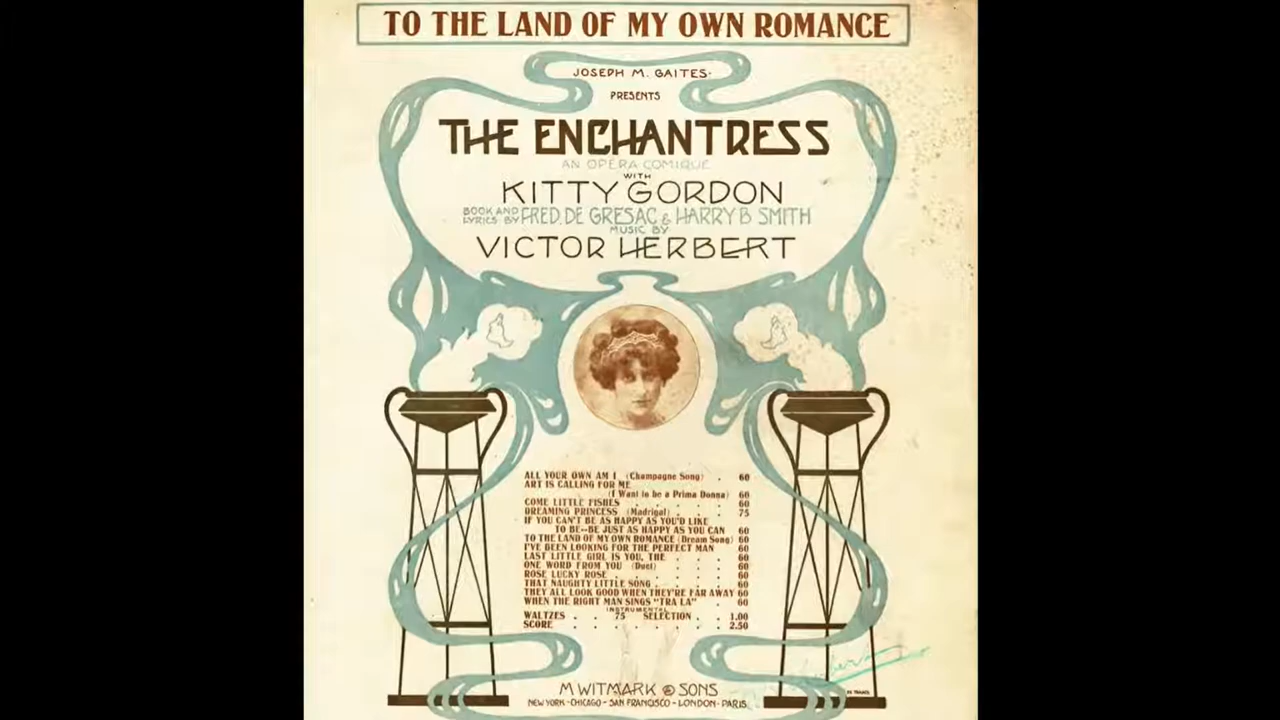 TO THE LAND OF MY OWN ROMANCE
JOSEPH M. GAITES·
PRESENTS
THE ENCHANTRESS
AN OPERA COMIQUE
WITH
KITTY GORDON
BOOK AND LYRICS BY FRED. DE GRESAC & HARRY B SMITH
MUSIC BY
VICTOR HERBERT
ALL YOUR OWN AM I (Champagne Song) . 60
ART IS CALLING FOR ME
(I Want to be a Prima Donna) 60
COME LITTLE FISHES . . . . . . 60
DREAMING PRINCESS (Madrigal) . . . 75
IF YOU CAN'T BE AS HAPPY AS YOU'D LIKE
TO BE--BE JUST AS HAPPY AS YOU CAN 60
TO THE LAND OF MY OWN ROMANCE (Dream Song) 60
I'VE BEEN LOOKING FOR THE PERFECT MAN 60
LAST LITTLE GIRL IS YOU, THE . . . . 60
ONE WORD FROM YOU (Duet) . . . . 60
ROSE LUCKY ROSE . . . . . . 60
THAT NAUGHTY LITTLE SONG . . . . . 60
THEY ALL LOOK GOOD WHEN THEY'RE FAR AWAY 60
WHEN THE RIGHT MAN SINGS "TRA LA" . 60
INSTRUMENTAL
WALTZES . . 75 SELECTION . . 1.00
SCORE . . . . . . . . 2.50
M WITMARK & SONS
NEW YORK - CHICAGO - SAN FRANCISCO - LONDON - PARIS